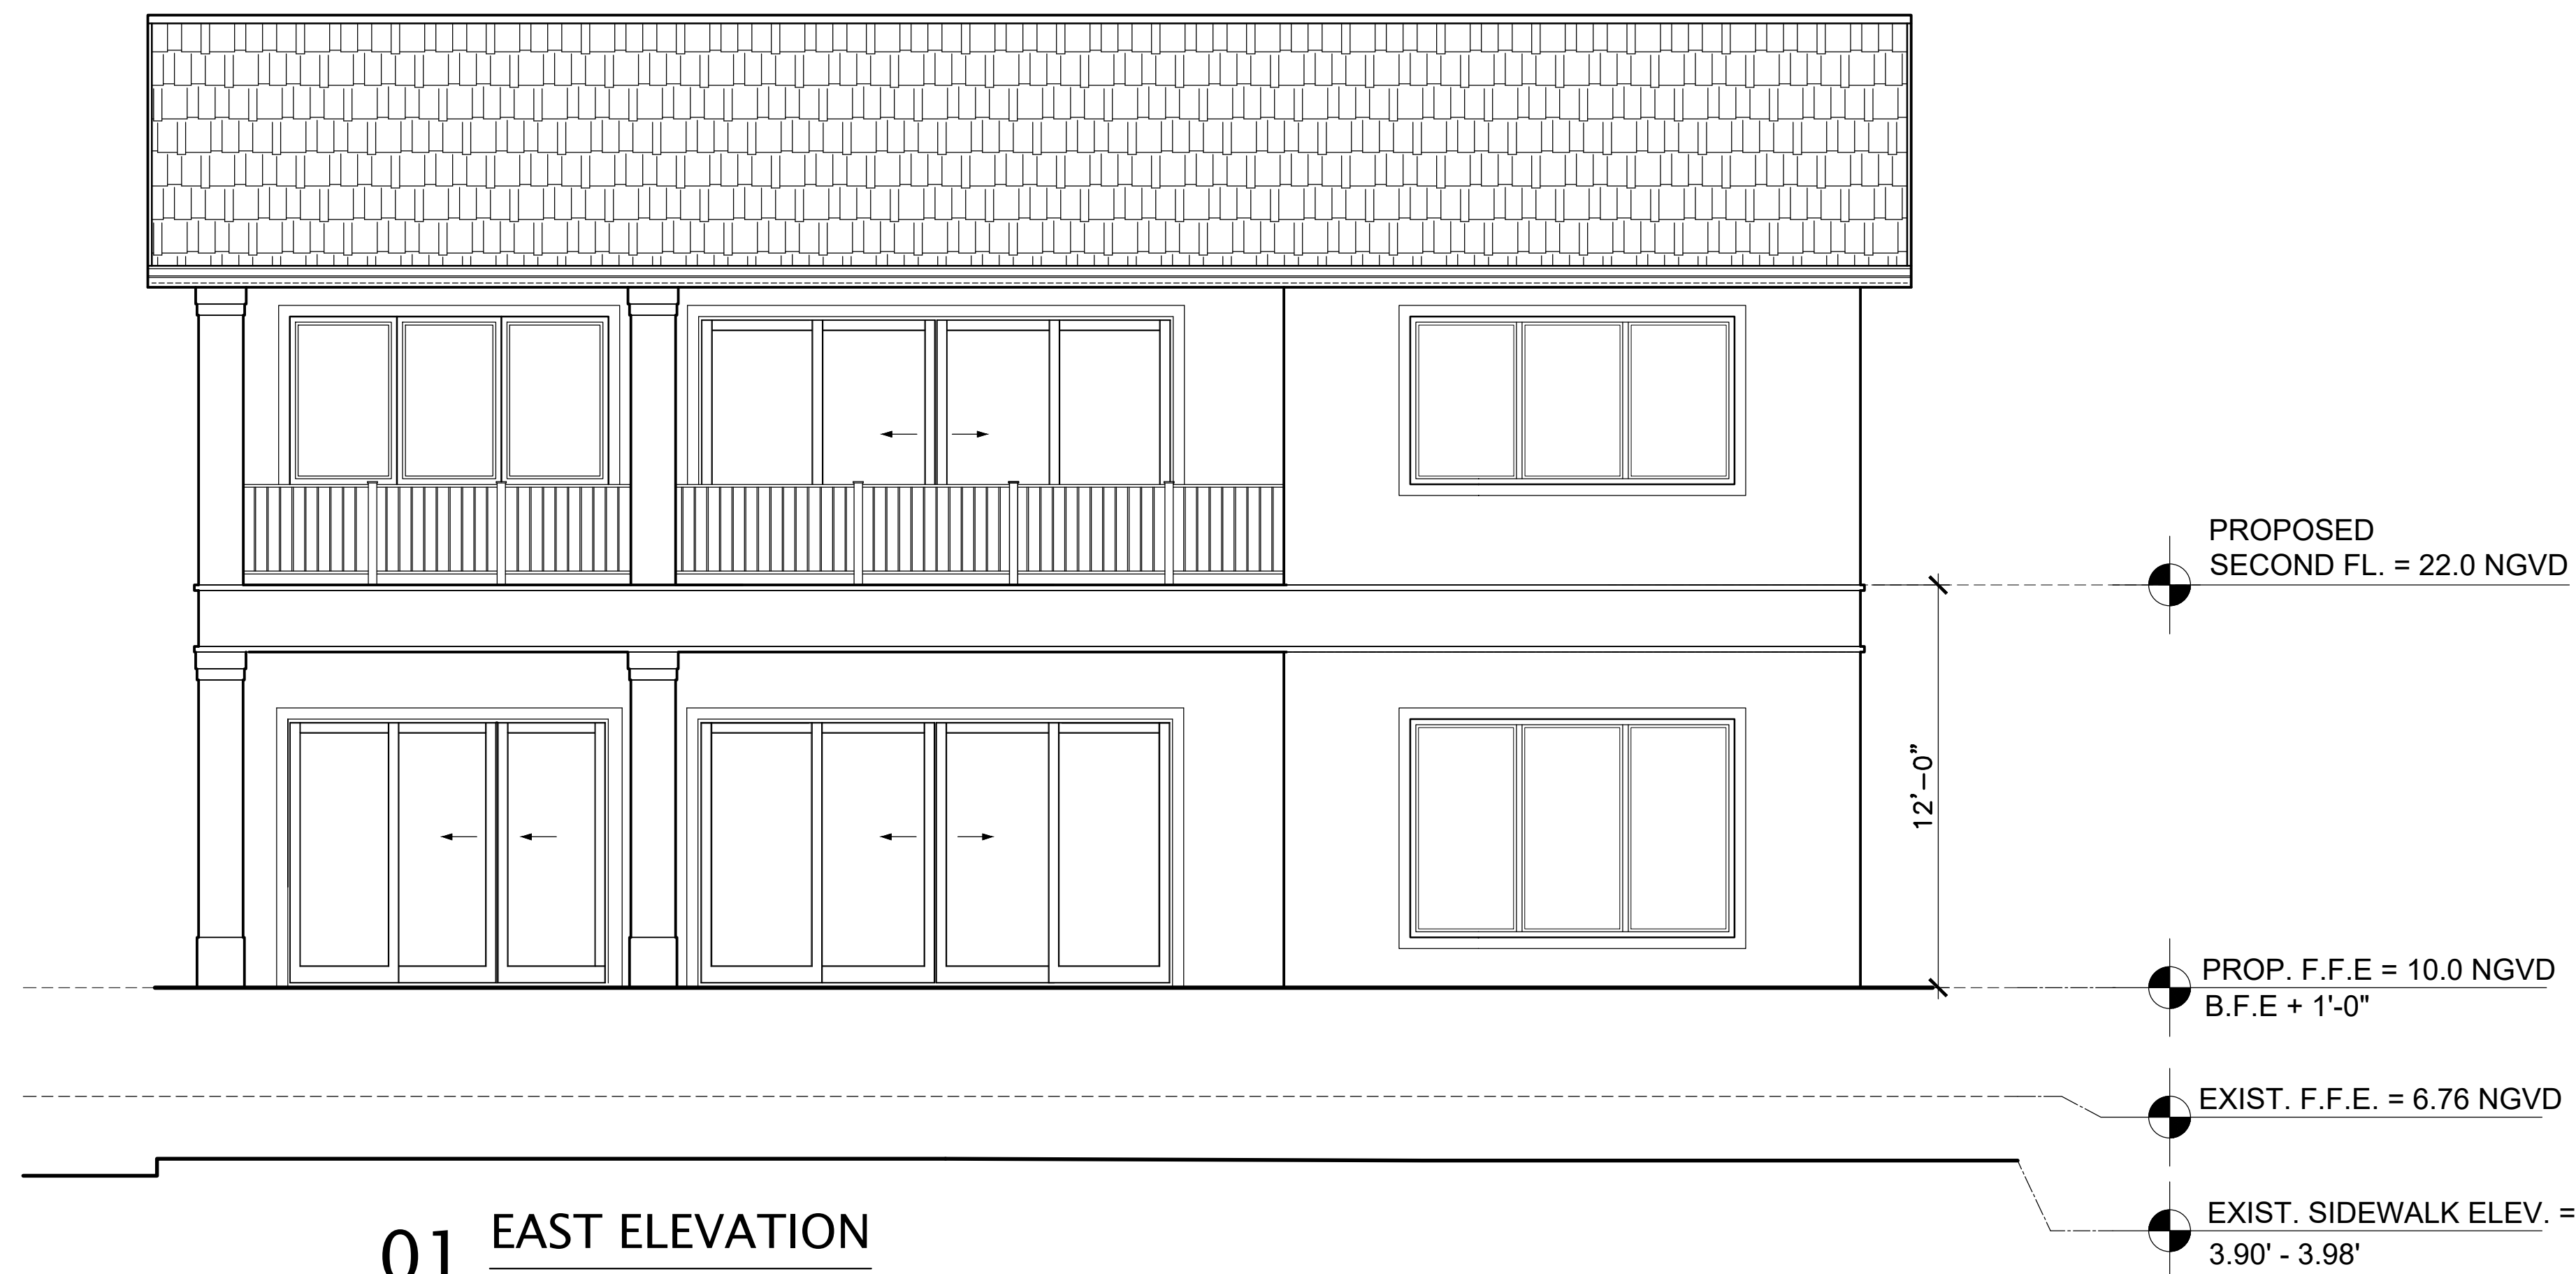 PROPOSED
SECOND FL. = 22.0 NGVD
12'–0"
PROP. F.F.E = 10.0 NGVD
B.F.E + 1'-0"
EXIST. F.F.E. = 6.76 NGVD
EXIST. SIDEWALK ELEV. =
3.90' - 3.98'
01 EAST ELEVATION